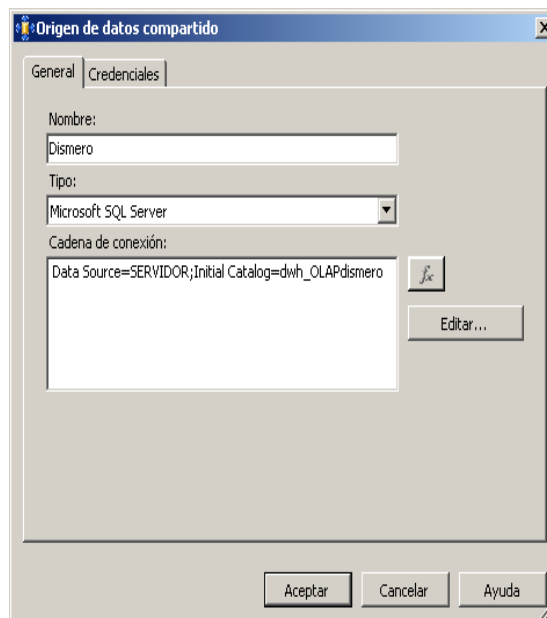 Origen de datos compartido
General
Credenciales
Nombre:
Dismero
Tipo:
Microsoft SQL Server
Cadena de conexión:
Data Source=SERVIDOR;Initial Catalog=dwh_OLAPdismero
fx
Editar...
Aceptar
Cancelar
Ayuda